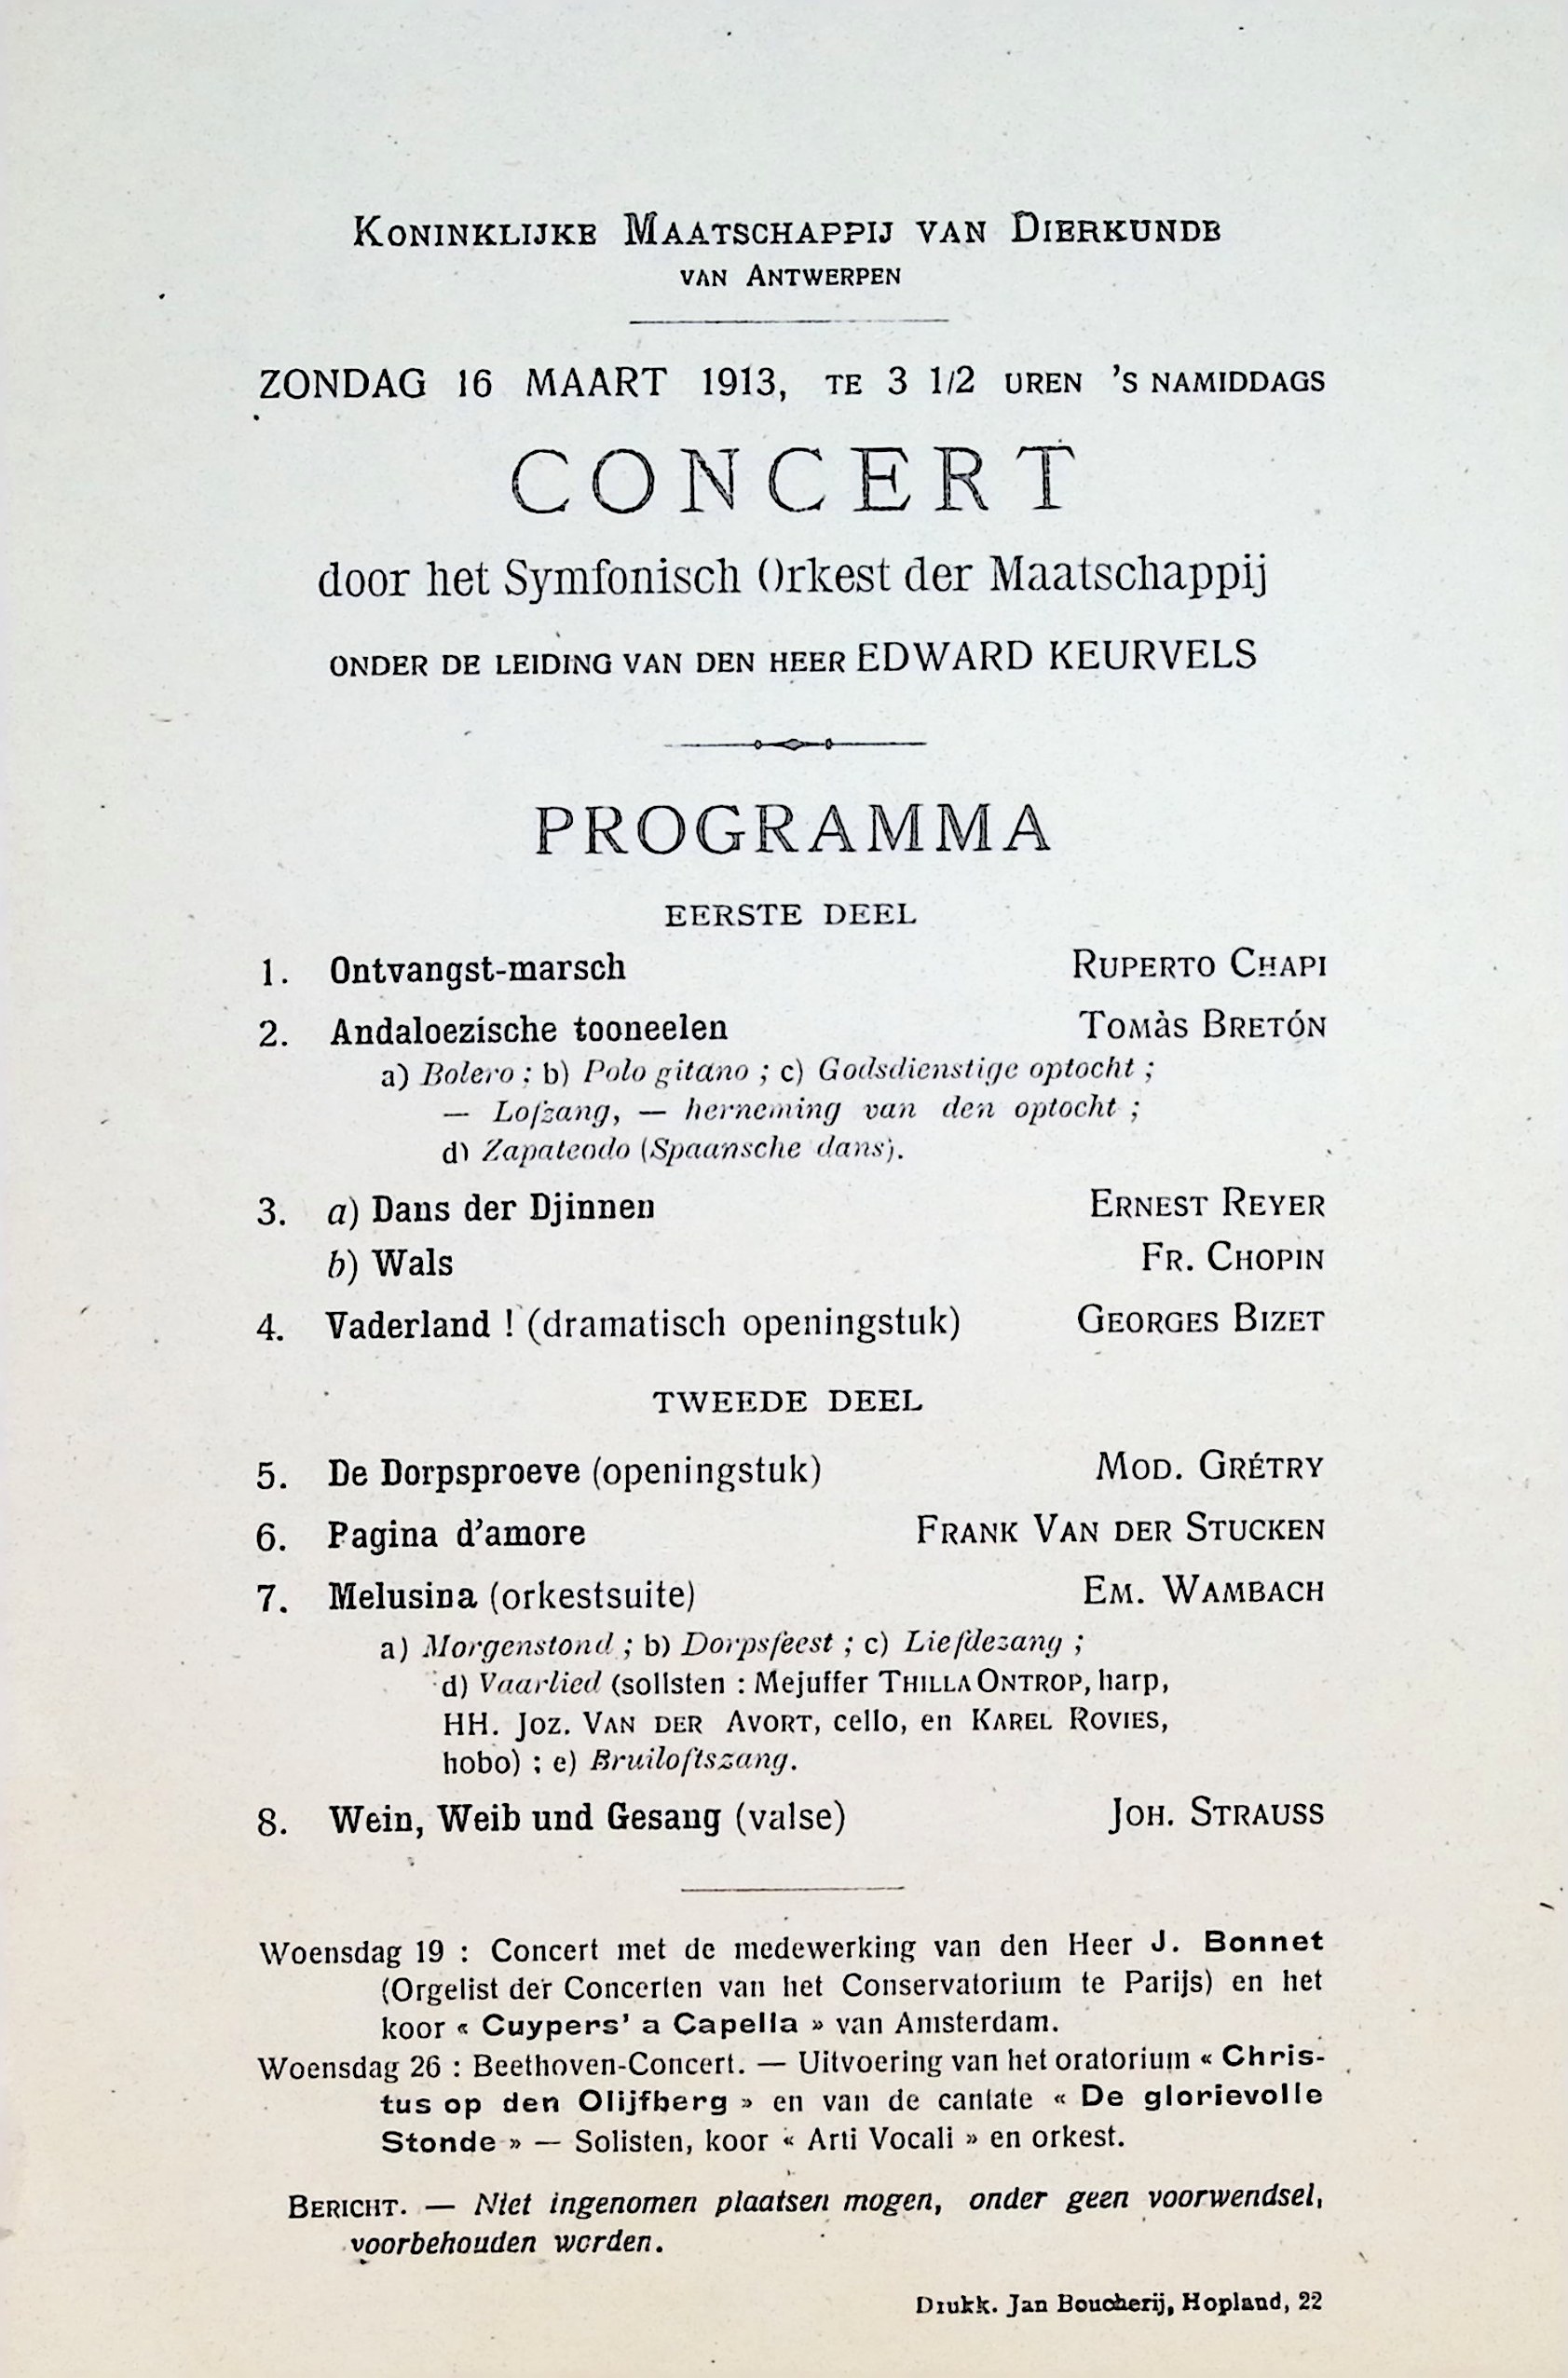 KONINKLIJKE MAATSCHAPPIJ VAN DIERKUNDE
VAN ANTWERPEN
ZONDAG 16 MAART 1913, TE 3 1/2 UREN 'S NAMIDDAGS
CONCERT
door het Symfonisch Orkest der Maatschappij
ONDER DE LEIDING VAN DEN HEER EDWARD KEURVELS
PROGRAMMA
EERSTE DEEL
1. Ontvangst-marsch RUPERTO CHAPI
2. Andaloezische tooneelen TOMàS BRETÓN
a) Bolero ; b) Polo gitano ; c) Godsdienstige optocht ;
— Lofzang, — herneming van den optocht ;
d) Zapateodo (Spaansche dans).
3. a) Dans der Djinnen ERNEST REYER
b) Wals FR. CHOPIN
4. Vaderland ! (dramatisch openingstuk) GEORGES BIZET
TWEEDE DEEL
5. De Dorpsproeve (openingstuk) MOD. GRÉTRY
6. Pagina d'amore FRANK VAN DER STUCKEN
7. Melusina (orkestsuite) EM. WAMBACH
a) Morgenstond ; b) Dorpsfeest ; c) Liefdezang ;
d) Vaarlied (solisten : Mejuffer THILLA ONTROP, harp,
HH. JOZ. VAN DER AVORT, cello, en KAREL ROVIES,
hobo) ; e) Bruiloftszang.
8. Wein, Weib und Gesang (valse) JOH. STRAUSS
Woensdag 19 : Concert met de medewerking van den Heer J. Bonnet
(Orgelist der Concerten van het Conservatorium te Parijs) en het
koor « Cuypers' a Capella » van Amsterdam.
Woensdag 26 : Beethoven-Concert. — Uitvoering van het oratorium « Chris-
tus op den Olijfberg » en van de cantate « De glorievolle
Stonde » — Solisten, koor « Arti Vocali » en orkest.
BERICHT. — Niet ingenomen plaatsen mogen, onder geen voorwendsel,
voorbehouden worden.
Drukk. Jan Boucherij, Hopland, 22